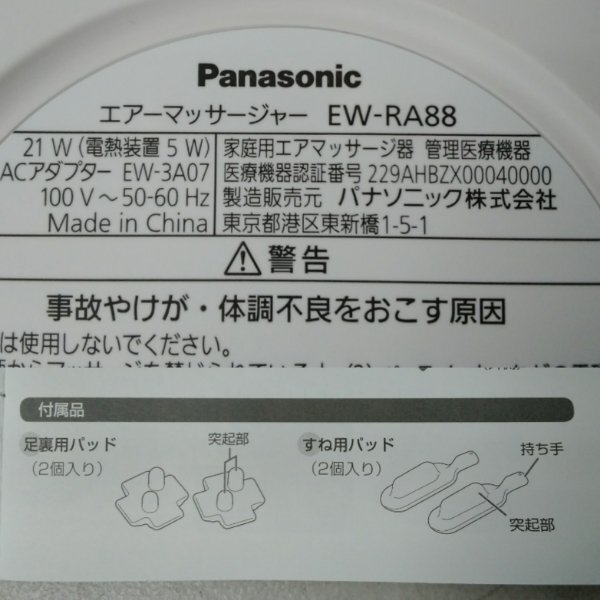 Panasonic
エアーマッサージャー EW-RA88
21 W (電熱装置 5 W)
ACアダプター EW-3A07
100 V ～ 50-60 Hz
Made in China
家庭用エアマッサージ器 管理医療機器
医療機器認証番号 229AHBZX00040000
製造販売元 パナソニック株式会社
東京都港区東新橋1-5-1
警告
事故やけが・体調不良をおこす原因
は使用しないでください。
付属品
足裏用パッド
(2個入り)
突起部
すね用パッド
(2個入り)
持ち手
突起部